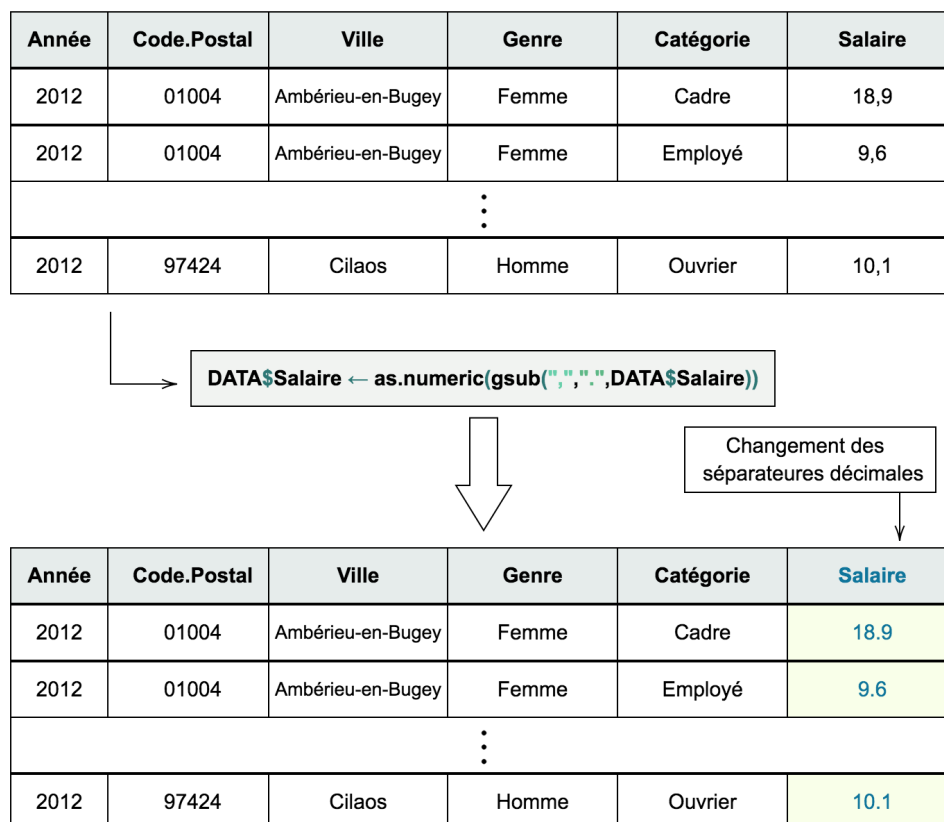 Année Code.Postal Ville Genre Catégorie Salaire
2012 01004 Ambérieu-en-Bugey Femme Cadre 18,9
2012 01004 Ambérieu-en-Bugey Femme Employé 9,6
2012 97424 Cilaos Homme Ouvrier 10,1
DATA$Salaire ← as.numeric(gsub(",",".",DATA$Salaire))
Changement des
séparateures décimales
Année Code.Postal Ville Genre Catégorie Salaire
2012 01004 Ambérieu-en-Bugey Femme Cadre 18.9
2012 01004 Ambérieu-en-Bugey Femme Employé 9.6
2012 97424 Cilaos Homme Ouvrier 10.1